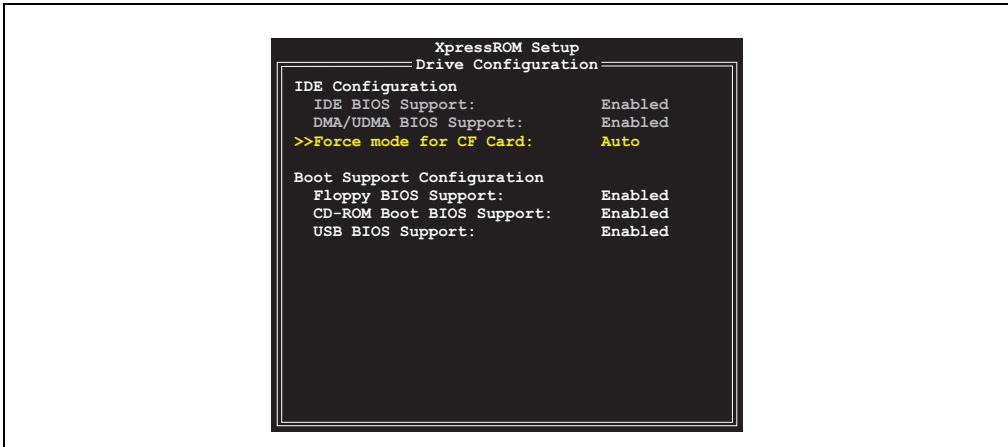 XpressROM Setup
Drive Configuration
IDE Configuration
IDE BIOS Support: Enabled
DMA/UDMA BIOS Support: Enabled
>>Force mode for CF Card: Auto
Boot Support Configuration
Floppy BIOS Support: Enabled
CD-ROM Boot BIOS Support: Enabled
USB BIOS Support: Enabled